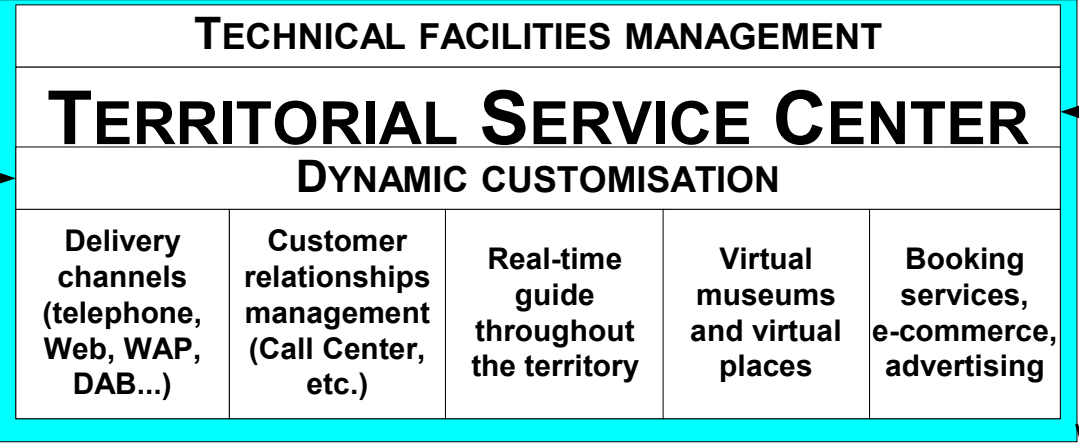 TECHNICAL FACILITIES MANAGEMENT
TERRITORIAL SERVICE CENTER
DYNAMIC CUSTOMISATION
Delivery
channels
(telephone,
Web, WAP,
DAB...)
Customer
relationships
management
(Call Center,
etc.)
Real-time
guide
throughout
the territory
Virtual
museums
and virtual
places
Booking
services,
e-commerce,
advertising